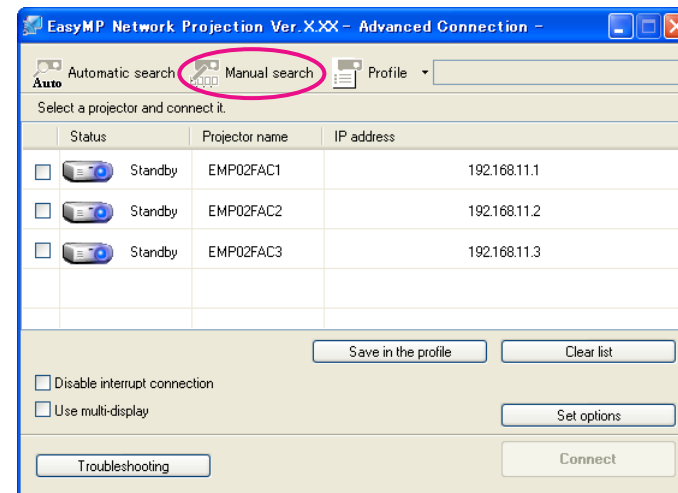 EasyMP Network Projection Ver.X.XX - Advanced Connection -
Auto Automatic search Manual search Profile
Select a projector and connect it.
Status Projector name IP address
Standby EMP02FAC1 192.168.11.1
Standby EMP02FAC2 192.168.11.2
Standby EMP02FAC3 192.168.11.3
Save in the profile Clear list
Disable interrupt connection
Use multi-display
Set options
Troubleshooting Connect